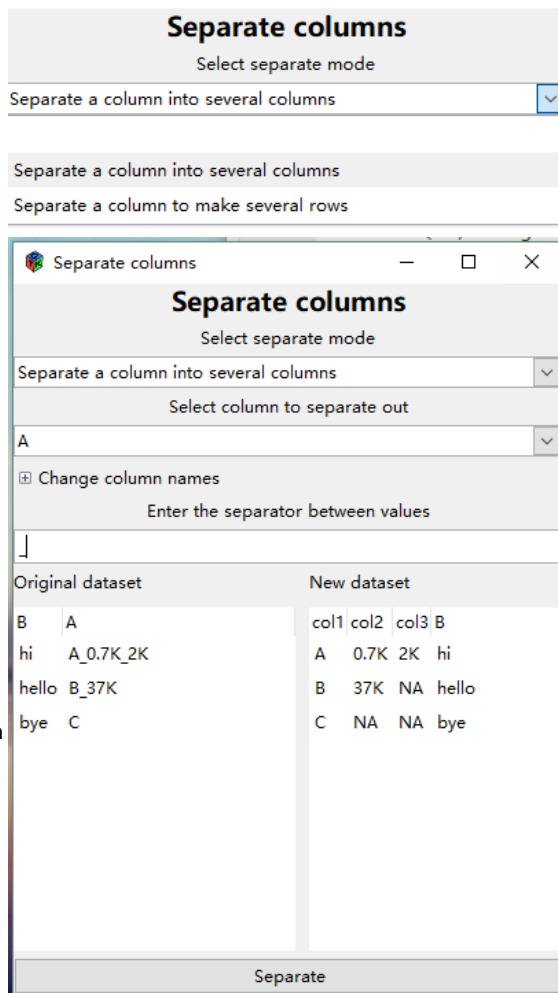 Separate columns
Select separate mode
Separate a column into several columns
Separate a column into several columns
Separate a column to make several rows
Separate columns
Separate columns
Select separate mode
Separate a column into several columns
Select column to separate out
A
Change column names
Enter the separator between values
_
Original dataset New dataset
B A col1 col2 col3 B
hi A_0.7K_2K A 0.7K 2K hi
hello B_37K B 37K NA hello
bye C C NA NA bye
Separate